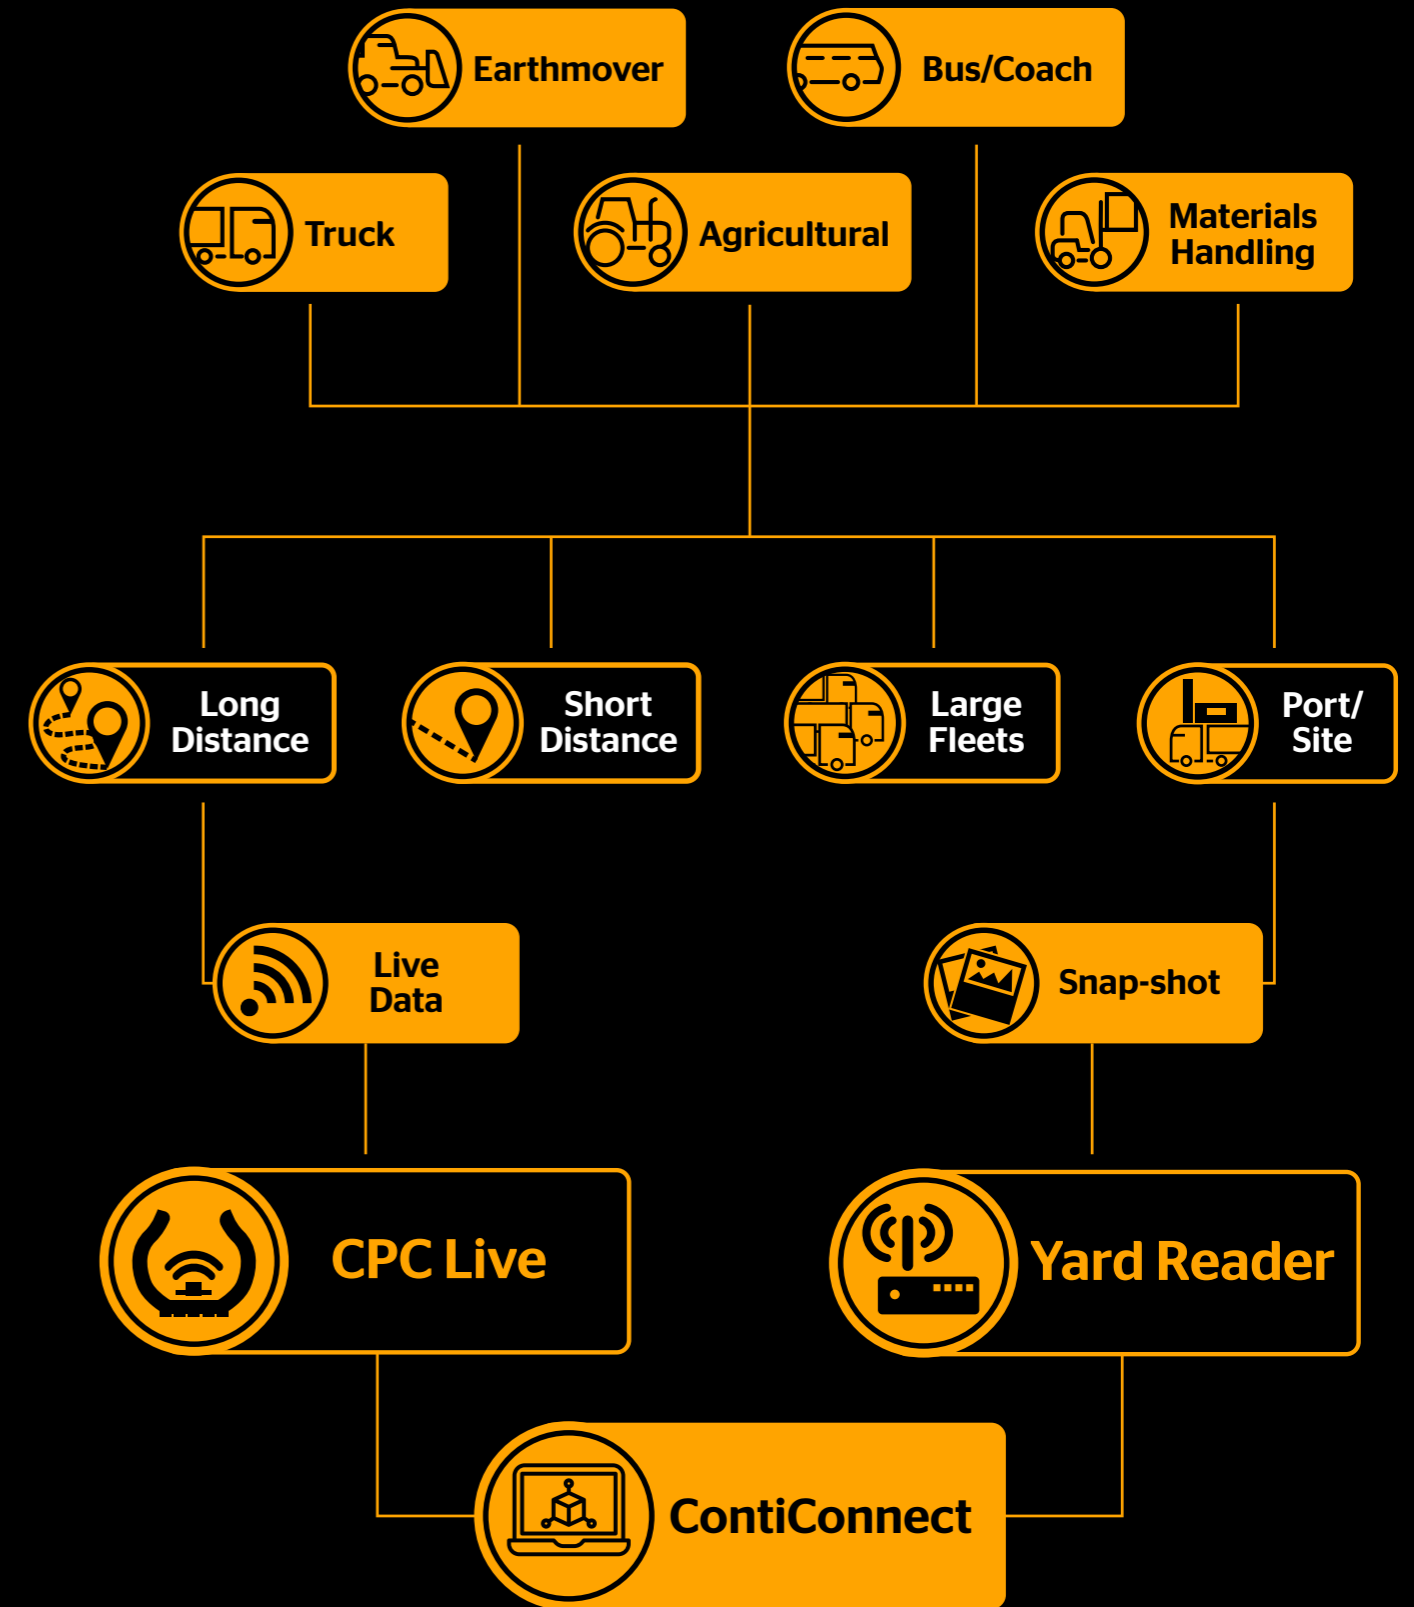 Earthmover
Bus/Coach
Truck
Agricultural
Materials
Handling
Long
Distance
Short
Distance
Large
Fleets
Port/
Site
Live
Data
Snap-shot
CPC Live
Yard Reader
ContiConnect